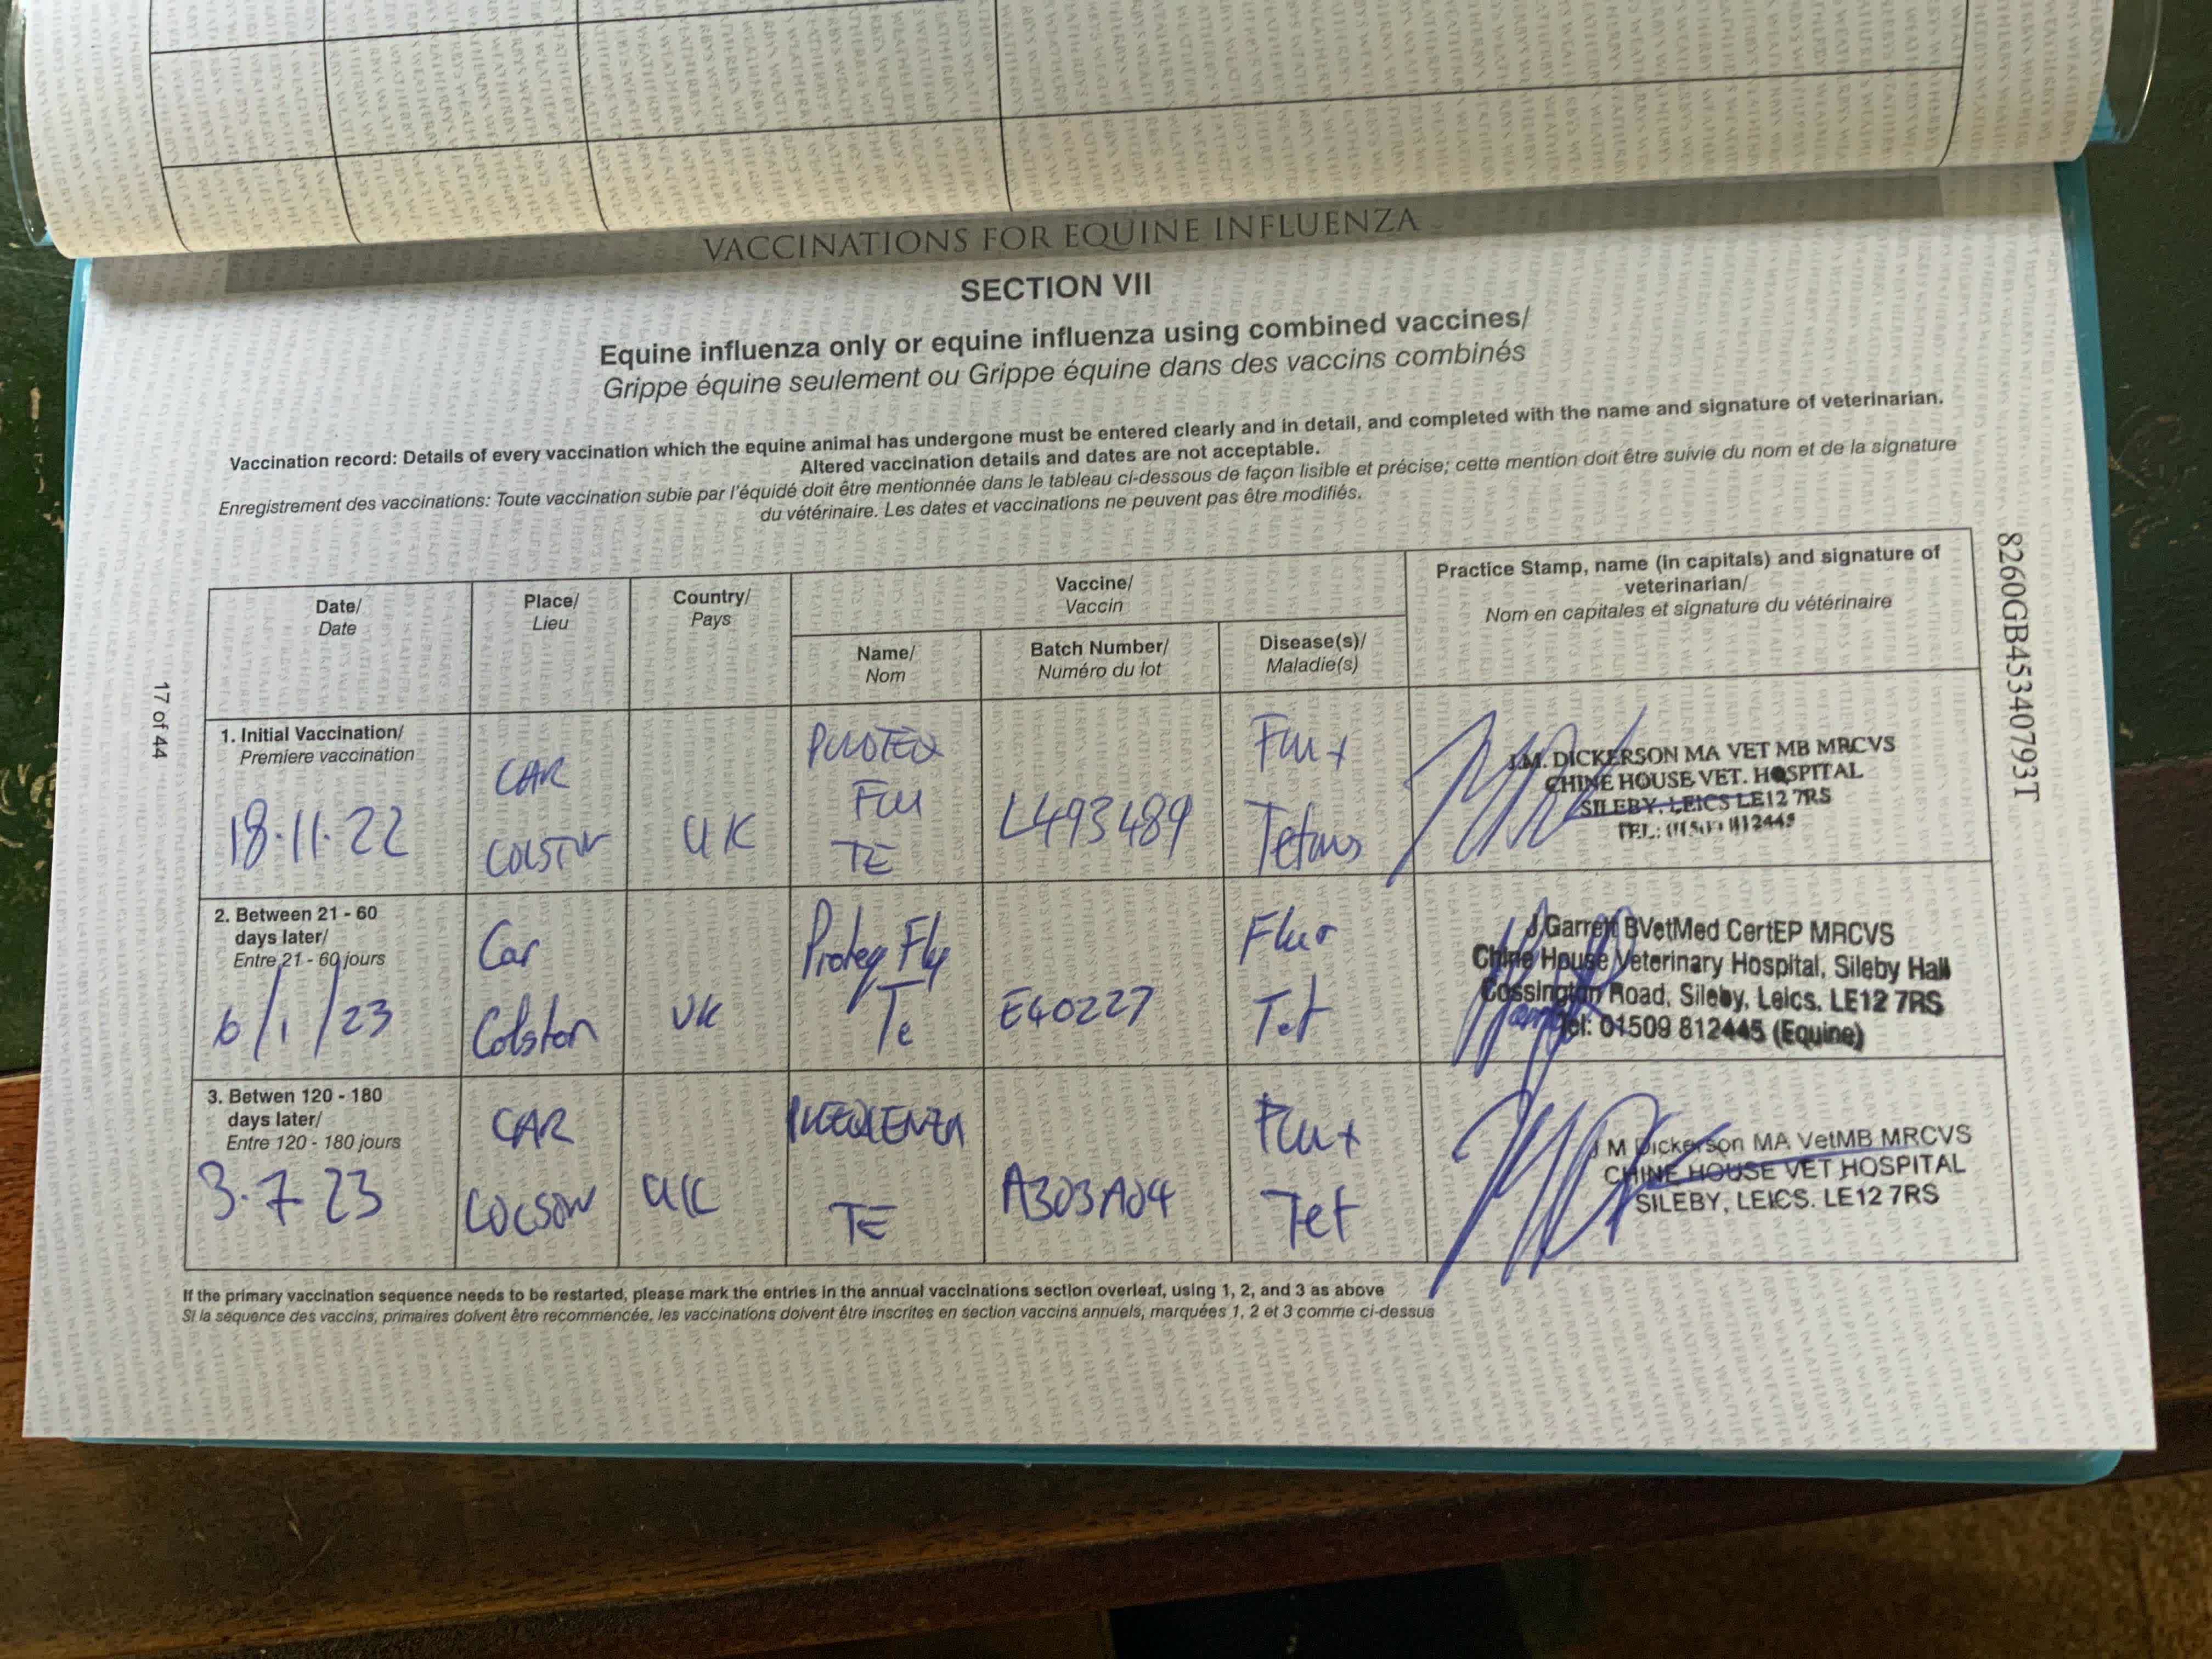 VACCINATIONS FOR EQUINE INFLUENZA
SECTION VII
Equine influenza only or equine influenza using combined vaccines/
Grippe équine seulement ou Grippe équine dans des vaccins combinés
Vaccination record: Details of every vaccination which the equine animal has undergone must be entered clearly and in detail, and completed with the name and signature of veterinarian.
Altered vaccination details and dates are not acceptable.
Enregistrement des vaccinations: Toute vaccination subie par l'équidé doit être mentionnée dans le tableau ci-dessous de façon lisible et précise; cette mention doit être suivie du nom et de la signature
du vétérinaire. Les dates et vaccinations ne peuvent pas être modifiés.
Date/
Date
Place/
Lieu
Country/
Pays
Vaccine/
Vaccin
Name/
Nom
Batch Number/
Numéro du lot
Disease(s)/
Maladie(s)
Practice Stamp, name (in capitals) and signature of
veterinarian/
Nom en capitales et signature du vétérinaire
1. Initial Vaccination/
Premiere vaccination
18.11.22
CAR
COLSTON
UK
PROTEQ
FLU
TE
L493489
Flu +
Tetanus
J.M. DICKERSON MA VET MB MRCVS
CHINE HOUSE VET. HOSPITAL
SILEBY. LEICS LE12 7RS
TEL: 01509 812445
2. Between 21 - 60
days later/
Entre 21 - 60 jours
6/1/23
Car
Colston
UK
Proteq Flu
Te
E40227
Flu +
Tet
J.Garrett BVetMed CertEP MRCVS
Chine House Veterinary Hospital, Sileby Hall
Cossington Road, Sileby, Leics. LE12 7RS
Tel: 01509 812445 (Equine)
3. Betwen 120 - 180
days later/
Entre 120 - 180 jours
3.7.23
CAR
COLSON
UK
TE
A303A04
Flu +
Tet
J M Dickerson MA VetMB MRCVS
CHINE HOUSE VET HOSPITAL
SILEBY, LEICS. LE12 7RS
If the primary vaccination sequence needs to be restarted, please mark the entries in the annual vaccinations section overleaf, using 1, 2, and 3 as above
Si la séquence des vaccins, primaires doivent être recommencée, les vaccinations doivent être inscrites en section vaccins annuels, marquées 1, 2 et 3 comme ci-dessus
17 of 44
8260GB45340793T